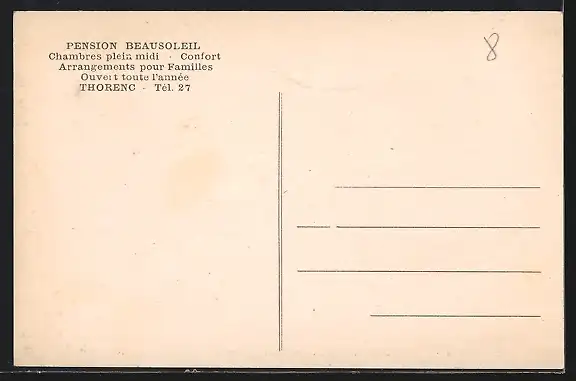 PENSION BEAUSOLEIL
Chambres plein midi - Confort
Arrangements pour Familles
Ouvert toute l'année
THORENC - Tél. 27
8